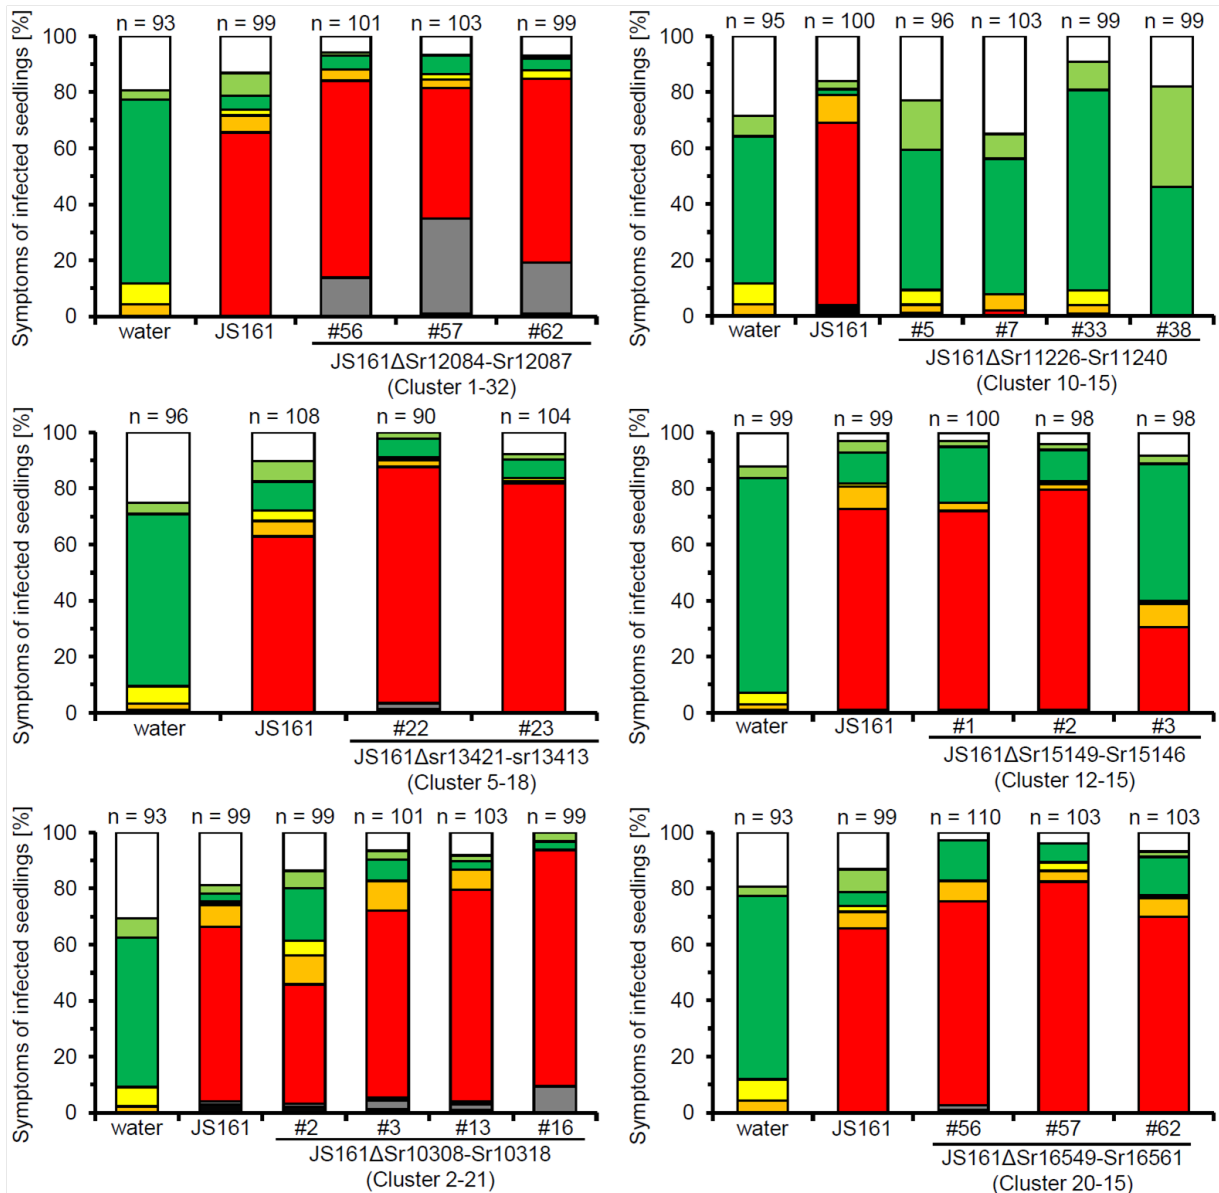 n = 93 n = 99 n = 101 n = 103 n = 99
Symptoms of infected seedlings [%]
100
80
60
40
20
0
water JS161 #56 #57 #62
JS161ΔSr12084-Sr12087
(Cluster 1-32)
n = 95 n = 100 n = 96 n = 103 n = 99 n = 99
Symptoms of infected seedlings [%]
100
80
60
40
20
0
water JS161 #5 #7 #33 #38
JS161ΔSr11226-Sr11240
(Cluster 10-15)
n = 96 n = 108 n = 90 n = 104
Symptoms of infected seedlings [%]
100
80
60
40
20
0
water JS161 #22 #23
JS161Δsr13421-sr13413
(Cluster 5-18)
n = 99 n = 99 n = 100 n = 98 n = 98
Symptoms of infected seedlings [%]
100
80
60
40
20
0
water JS161 #1 #2 #3
JS161ΔSr15149-Sr15146
(Cluster 12-15)
n = 93 n = 99 n = 99 n = 101 n = 103 n = 99
Symptoms of infected seedlings [%]
100
80
60
40
20
0
water JS161 #2 #3 #13 #16
JS161ΔSr10308-Sr10318
(Cluster 2-21)
n = 93 n = 99 n = 110 n = 103 n = 103
Symptoms of infected seedlings [%]
100
80
60
40
20
0
water JS161 #56 #57 #62
JS161ΔSr16549-Sr16561
(Cluster 20-15)